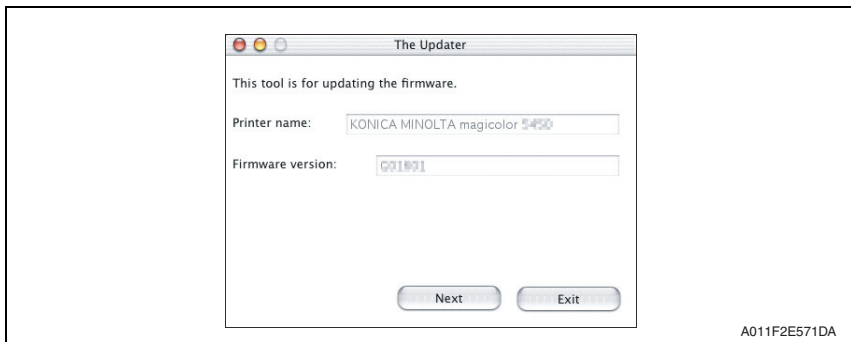 The Updater
This tool is for updating the firmware.
Printer name: KONICA MINOLTA magicolor
Firmware version:
Next Exit
A011F2E571DA